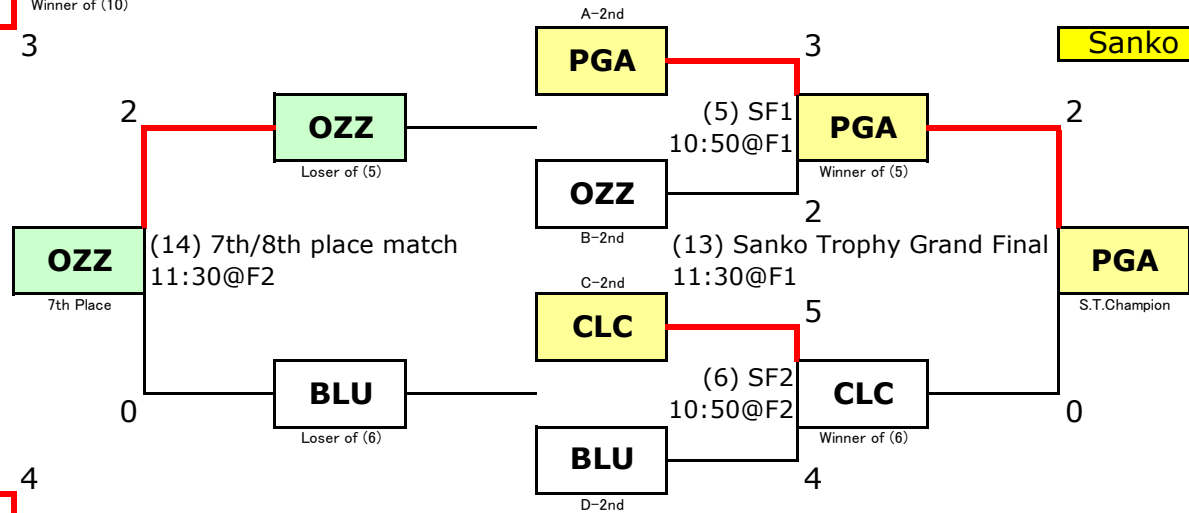 Winner of (10)
3
A-2nd
PGA
3
Sanko
2
OZZ
Loser of (5)
(5) SF1
10:50@F1
PGA
Winner of (5)
2
OZZ
B-2nd
2
OZZ
7th Place
(14) 7th/8th place match
11:30@F2
(13) Sanko Trophy Grand Final
11:30@F1
PGA
S.T.Champion
C-2nd
CLC
5
0
BLU
Loser of (6)
(6) SF2
10:50@F2
CLC
Winner of (6)
0
BLU
D-2nd
4
4